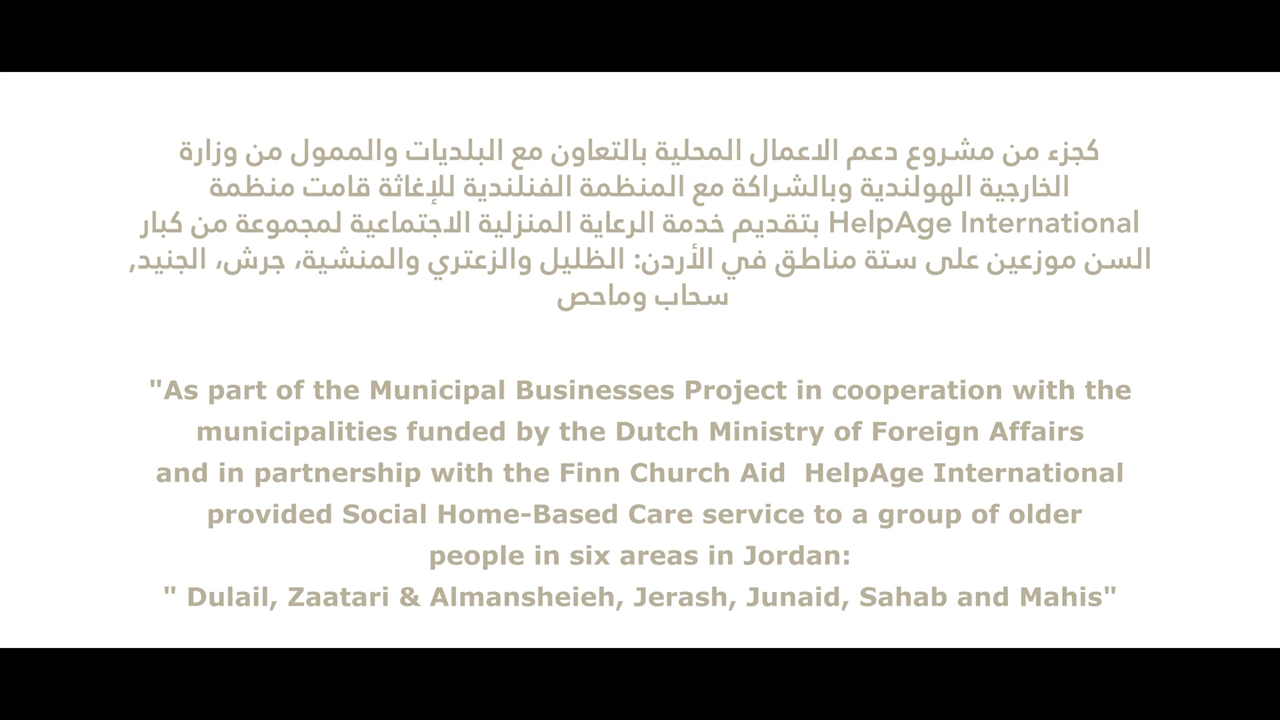 كجزء من مشروع دعم الاعمال المحلية بالتعاون مع البلديات والممول من وزارة
الخارجية الهولندية وبالشراكة مع المنظمة الفنلندية للإغاثة قامت منظمة
HelpAge International بتقديم خدمة الرعاية المنزلية الاجتماعية لمجموعة من كبار
السن موزعين على ستة مناطق في الأردن: الظليل والزعتري والمنشية، جرش، الجنيد,
سحاب وماحص
"As part of the Municipal Businesses Project in cooperation with the
municipalities funded by the Dutch Ministry of Foreign Affairs
and in partnership with the Finn Church Aid  HelpAge International
provided Social Home-Based Care service to a group of older
people in six areas in Jordan:
" Dulail, Zaatari & Almansheieh, Jerash, Junaid, Sahab and Mahis"